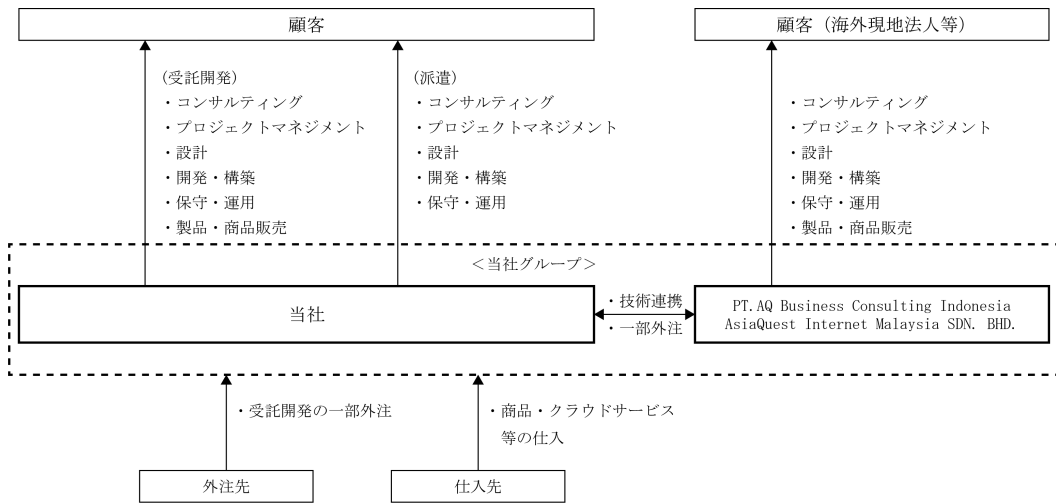 顧客
顧客（海外現地法人等）
(受託開発)
・コンサルティング
・プロジェクトマネジメント
・設計
・開発・構築
・保守・運用
・製品・商品販売
(派遣)
・コンサルティング
・プロジェクトマネジメント
・設計
・開発・構築
・保守・運用
・コンサルティング
・プロジェクトマネジメント
・設計
・開発・構築
・保守・運用
・製品・商品販売
＜当社グループ＞
当社
・技術連携
・一部外注
PT.AQ Business Consulting Indonesia
AsiaQuest Internet Malaysia SDN. BHD.
・受託開発の一部外注
・商品・クラウドサービス
等の仕入
外注先
仕入先